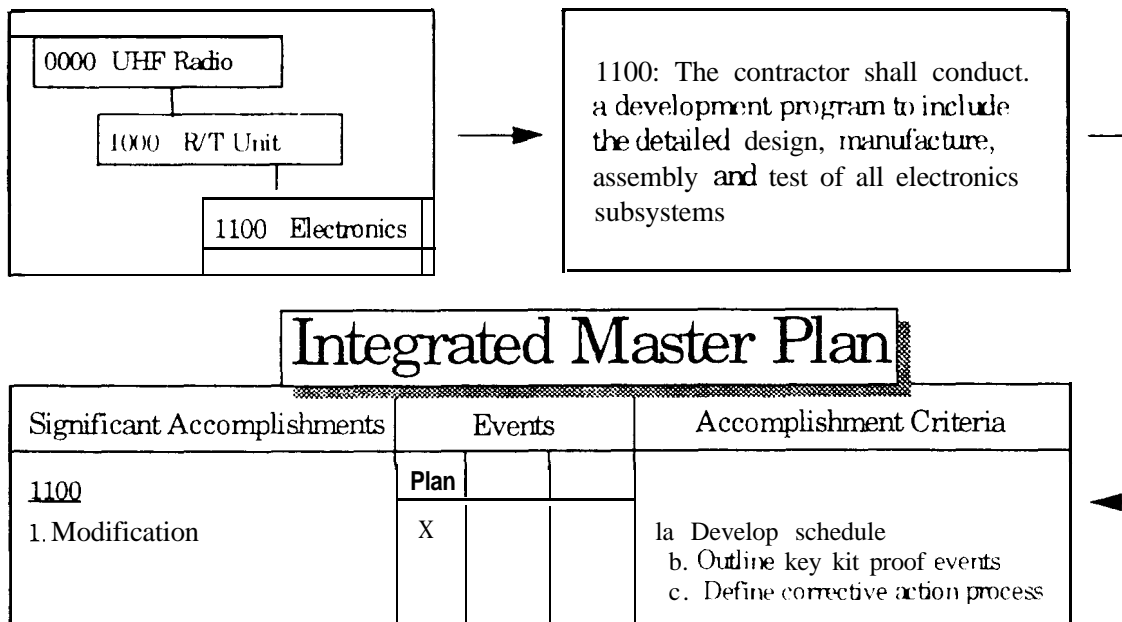 0000 UHF Radio
1000 R/T Unit
1100 Electronics
1100: The contractor shall conduct.
a development program to include
the detailed design, manufacture,
assembly and test of all electronics
subsystems
Integrated Master Plan
Significant Accomplishments
Events
Accomplishment Criteria
Plan
1100
1. Modification
X
la Develop schedule
b. Outline key kit proof events
c. Define corrective action process